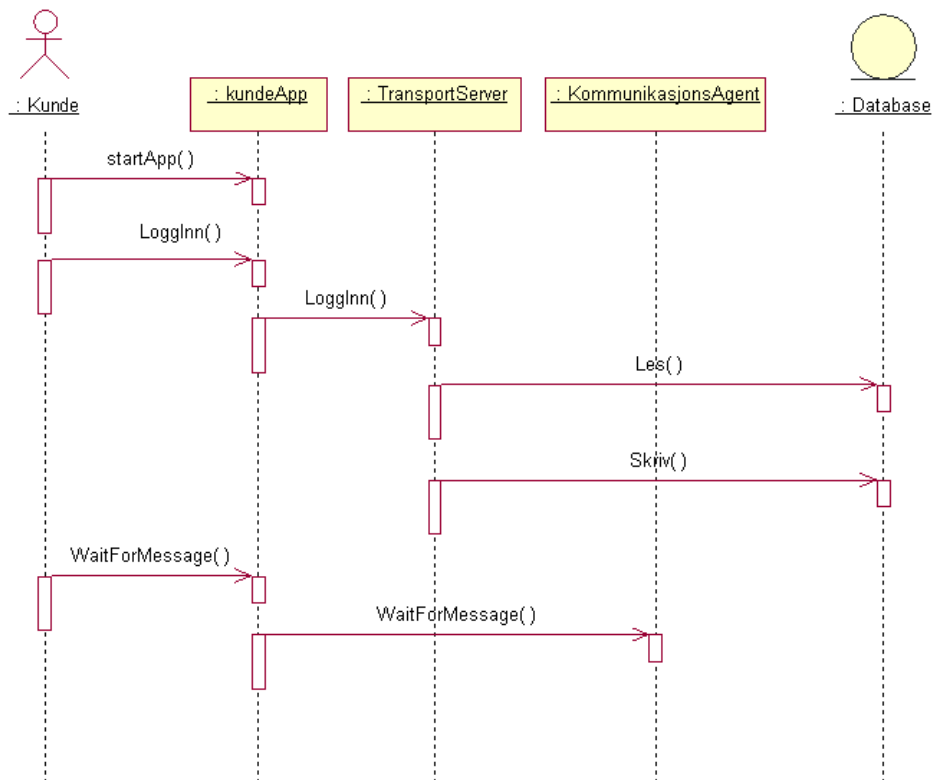 : Kunde
: kundeApp
: TransportServer
: KommunikasjonsAgent
: Database
startApp( )
LoggInn( )
LoggInn( )
Les( )
Skriv( )
WaitForMessage( )
WaitForMessage( )